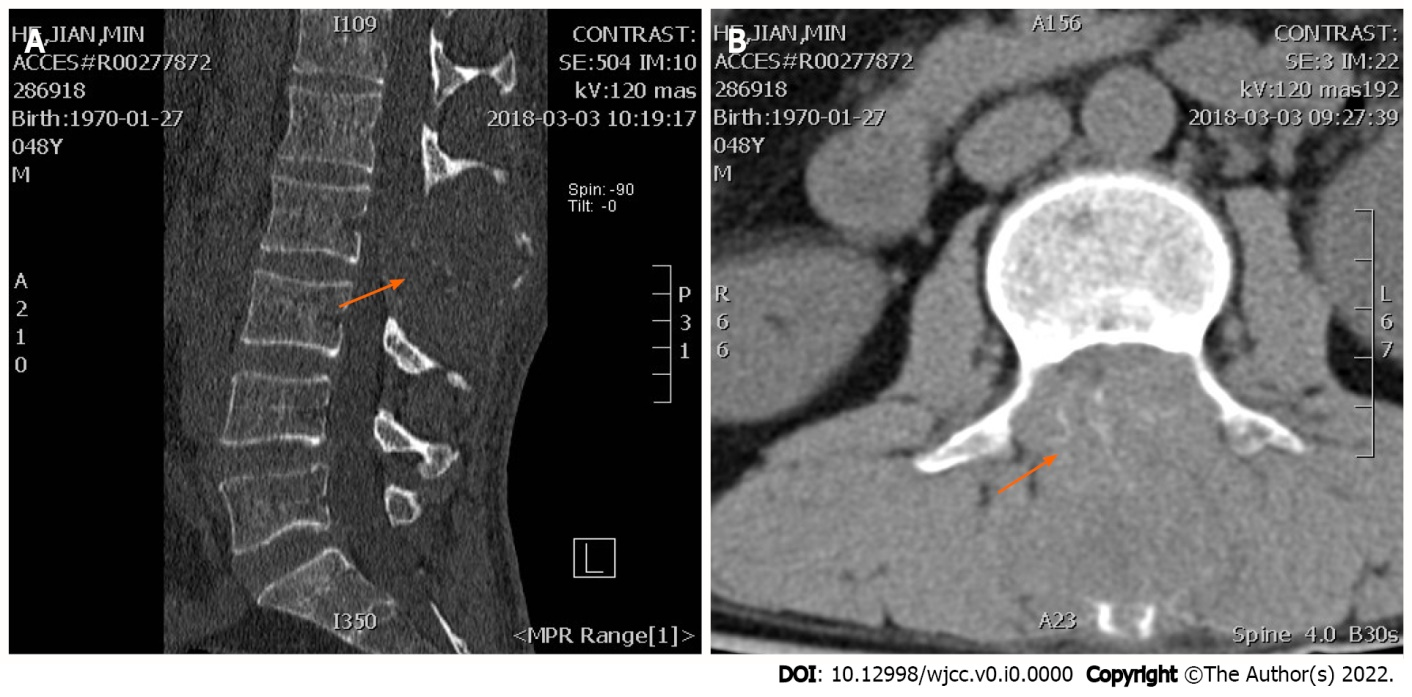 A
HE,JIAN,MIN
ACCES#R00277872
286918
Birth:1970-01-27
048Y
M
I109
CONTRAST:
SE:504 IM:10
kV:120 mas
2018-03-03 10:19:17
Spin: -90
Tilt: -0
A
2
1
0
P
3
1
L
I350
<MPR Range[1]>
B
HE,JIAN,MIN
ACCES#R00277872
286918
Birth:1970-01-27
048Y
M
A156
CONTRAST:
SE:3 IM:22
kV:120 mas192
2018-03-03 09:27:39
R
6
6
L
6
7
A23
Spine 4.0 B30s
DOI: 10.12998/wjcc.v0.i0.0000 Copyright ©The Author(s) 2022.